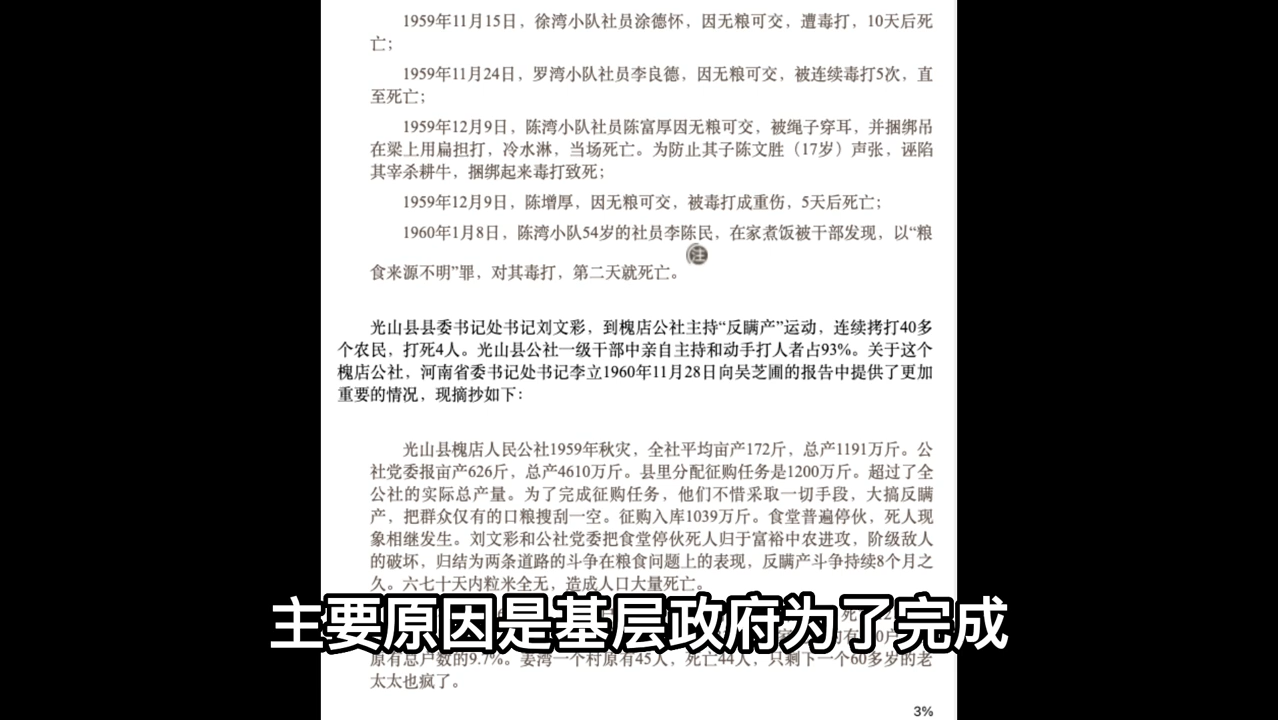 1959年11月15日，徐湾小队社员涂德怀，因无粮可交，遭毒打，10天后死
亡；
1959年11月24日，罗湾小队社员李良德，因无粮可交，被连续毒打5次，直
至死亡；
1959年12月9日，陈湾小队社员陈富厚因无粮可交，被绳子穿耳，并捆绑吊
在梁上用扁担打，冷水淋，当场死亡。为防止其子陈文胜（17岁）声张，诬陷
其宰杀耕牛，捆绑起来毒打致死；
1959年12月9日，陈增厚，因无粮可交，被毒打成重伤，5天后死亡；
1960年1月8日，陈湾小队54岁的社员李陈民，在家煮饭被干部发现，以“粮
注
食来源不明”罪，对其毒打，第二天就死亡。
光山县县委书记处书记刘文彩，到槐店公社主持“反瞒产”运动，连续拷打40多
个农民，打死4人。光山县公社一级干部中亲自主持和动手打人者占93%。关于这个
槐店公社，河南省委书记处书记李立1960年11月28日向吴芝圃的报告中提供了更加
重要的情况，现摘抄如下：
光山县槐店人民公社1959年秋灾，全社平均亩产172斤，总产1191万斤。公
社党委报亩产626斤，总产4610万斤。县里分配征购任务是1200万斤。超过了全
公社的实际总产量。为了完成征购任务，他们不惜采取一切手段，大搞反瞒
产，把群众仅有的口粮搜刮一空。征购入库1039万斤。食堂普遍停伙，死人现
象相继发生。刘文彩和公社党委把食堂停伙死人归于富裕中农进攻，阶级敌人
的破坏，归结为两条道路的斗争在粮食问题上的表现，反瞒产斗争持续8个月之
久。六七十天内粒米全无，造成人口大量死亡。
主要原因是基层政府为了完成
原有总户数的9.7%。姜湾一个村原有45人，死亡44人，只剩下一个60多岁的老
太太也疯了。
3%